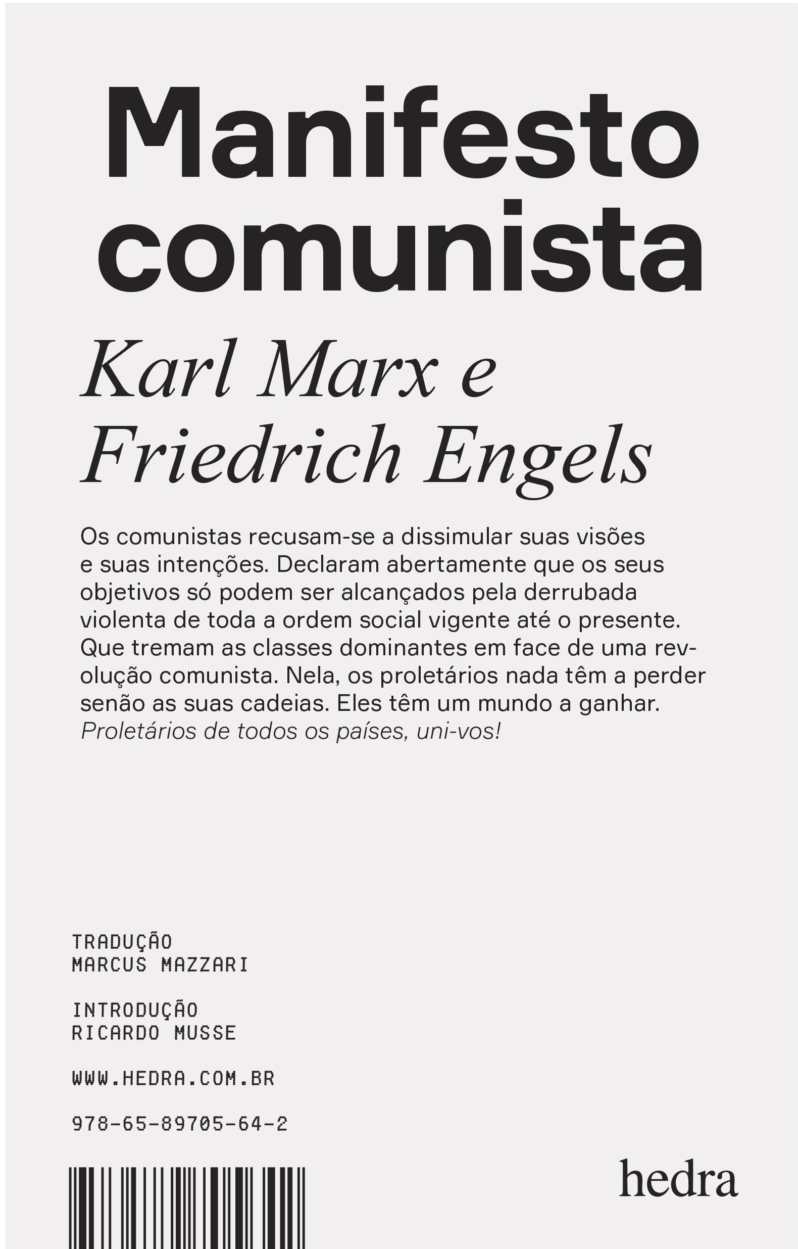 Manifesto
comunista
Karl Marx e
Friedrich Engels
Os comunistas recusam-se a dissimular suas visões
e suas intenções. Declaram abertamente que os seus
objetivos só podem ser alcançados pela derrubada
violenta de toda a ordem social vigente até o presente.
Que tremam as classes dominantes em face de uma rev-
olução comunista. Nela, os proletários nada têm a perder
senão as suas cadeias. Eles têm um mundo a ganhar.
Proletários de todos os países, uni-vos!
TRADUÇÃO
MARCUS MAZZARI
INTRODUÇÃO
RICARDO MUSSE
WWW.HEDRA.COM.BR
978-65-89705-64-2
hedra